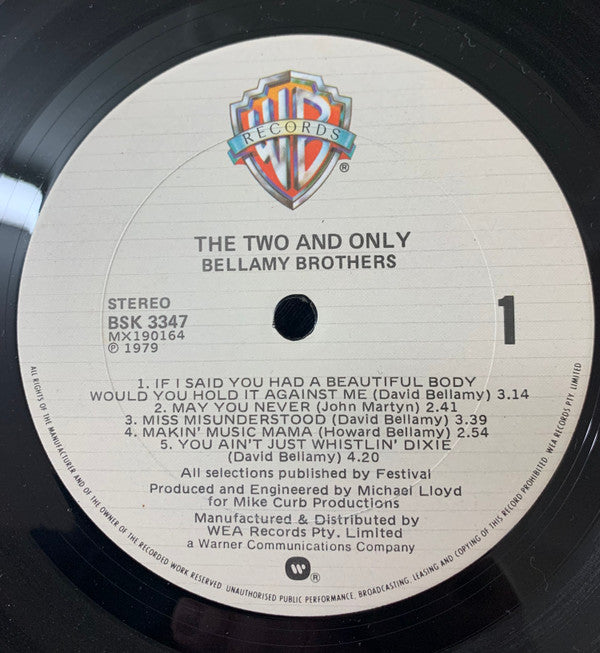 WB
RECORDS
®
THE TWO AND ONLY
BELLAMY BROTHERS
STEREO
BSK 3347
MX190164
℗ 1979
1
1. IF I SAID YOU HAD A BEAUTIFUL BODY
WOULD YOU HOLD IT AGAINST ME (David Bellamy) 3.14
2. MAY YOU NEVER (John Martyn) 2.41
3. MISS MISUNDERSTOOD (David Bellamy) 3.39
4. MAKIN' MUSIC MAMA (Howard Bellamy) 2.54
5. YOU AIN'T JUST WHISTLIN' DIXIE
(David Bellamy) 4.20
All selections published by Festival
Produced and Engineered by Michael Lloyd
for Mike Curb Productions
Manufactured & Distributed by
WEA Records Pty. Limited
a Warner Communications Company
®
ALL RIGHTS OF THE MANUFACTURER AND OF THE OWNER OF THE RECORDED WORK RESERVED UNAUTHORISED PUBLIC PERFORMANCE, BROADCASTING, LEASING AND COPYING OF THIS RECORD PROHIBITED. WEA RECORDS PTY. LIMITED